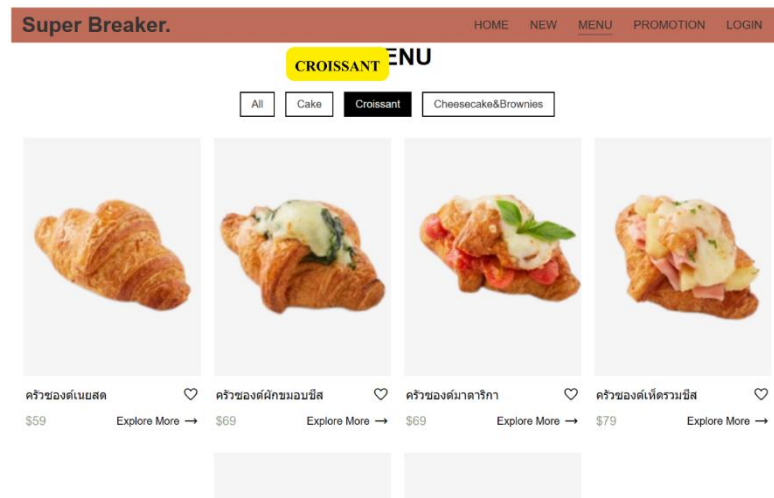 Super Breaker.
HOME NEW MENU PROMOTION LOGIN
CROISSANT
ENU
All Cake Croissant Cheesecake&Brownies
ครัวซองต์เนยสด
ครัวซองต์ผักขมอบชีส
ครัวซองต์มาตาริกา
ครัวซองต์เห็ดรวมชีส
$59 Explore More →
$69 Explore More →
$69 Explore More →
$79 Explore More →